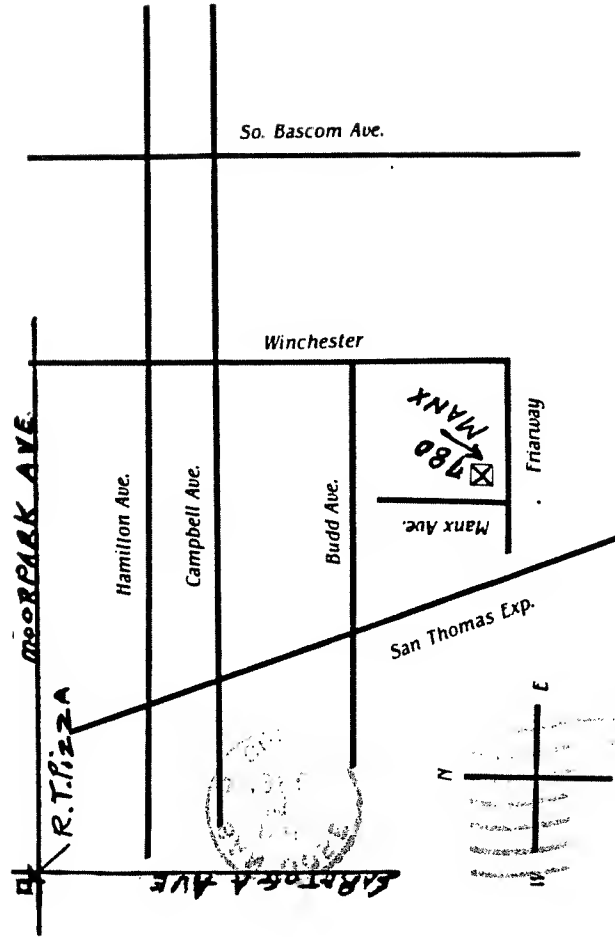 So. Bascom Ave.
Winchester
MOORPARK AVE.
Hamillon Ave.
Campbell Ave.
Budd Ave.
780
MANX
Manx Ave.
Friarway
San Thomas Exp.
R.T. PizzA
SARATOGA AVE
N
E
W